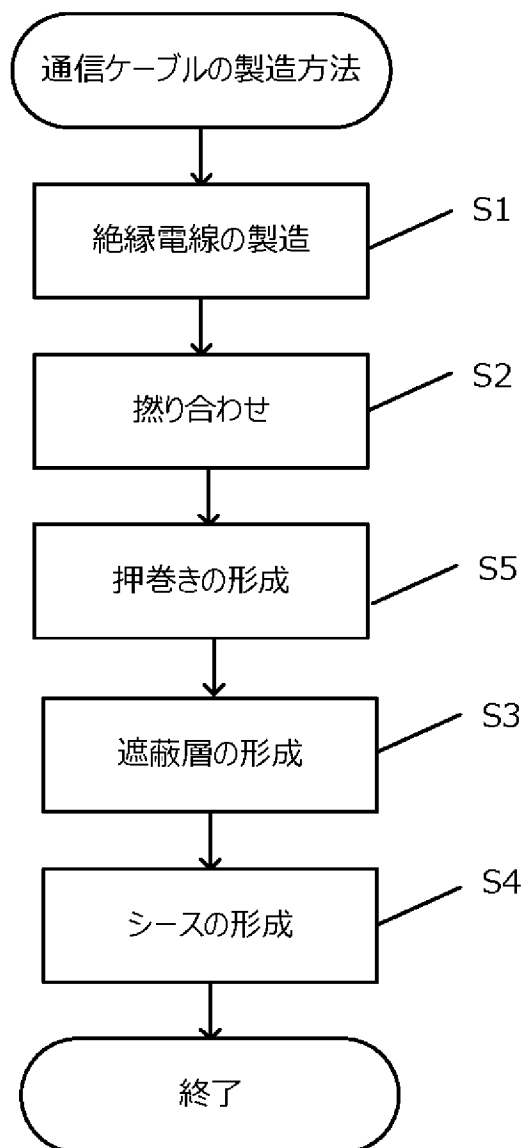 通信ケーブルの製造方法
絶縁電線の製造
S1
撚り合わせ
S2
押巻きの形成
S5
遮蔽層の形成
S3
シースの形成
S4
終了